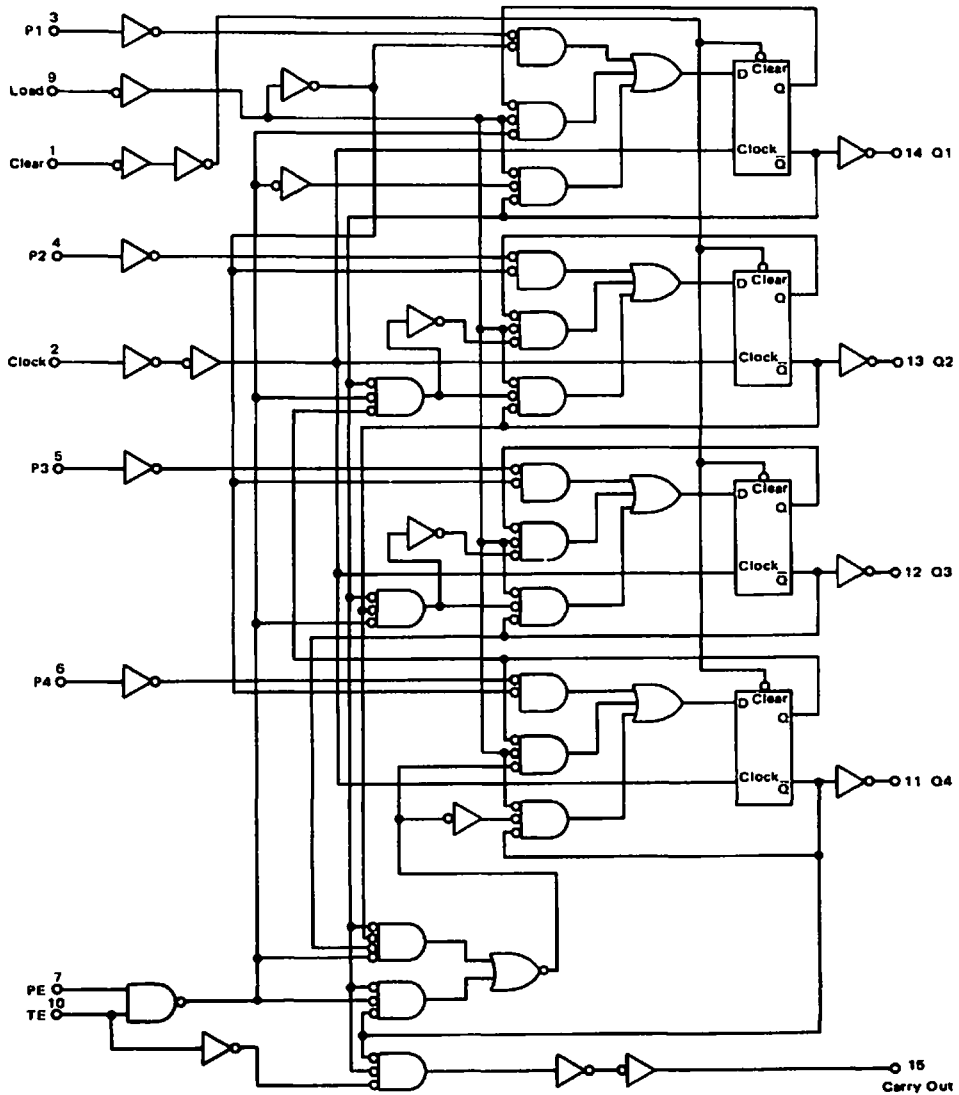 3
P1
9
Load
1
Clear
D Clear
Q
Clock
Q̅
14 Q1
4
P2
D Clear
Q
2
Clock
Clock
Q̅
13 Q2
5
P3
D Clear
Q
Clock
Q̅
12 Q3
6
P4
D Clear
Q
Clock
Q̅
11 Q4
7
PE
10
TE
15
Carry Out